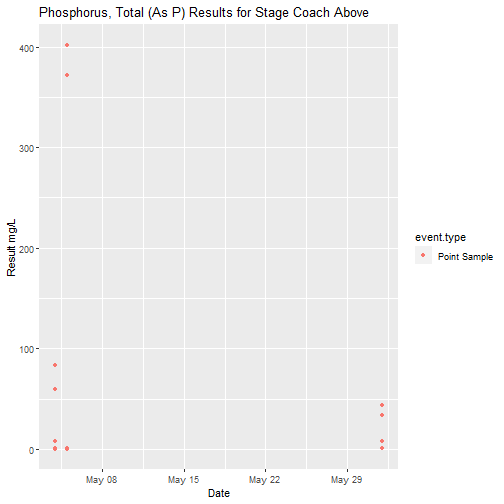 Phosphorus, Total (As P) Results for Stage Coach Above
400
300
200
100
0
Result mg/L
May 08
May 15
May 22
May 29
Date
event.type
Point Sample